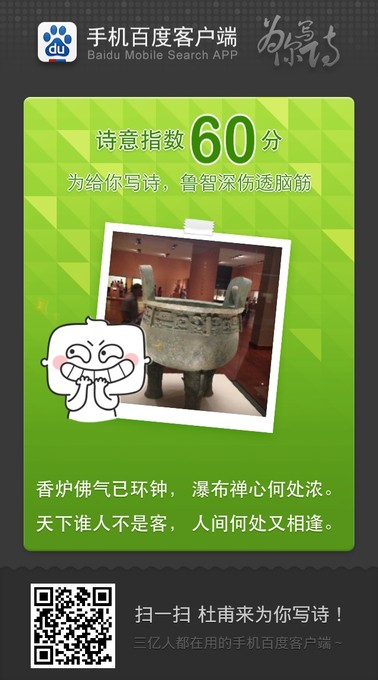 du
手机百度客户端
Baidu Mobile Search APP
为你写诗
诗意指数60分
为给你写诗，鲁智深伤透脑筋
香炉佛气已环钟， 瀑布禅心何处浓。
天下谁人不是客， 人间何处又相逢。
扫一扫 杜甫来为你写诗！
三亿人都在用的手机百度客户端~